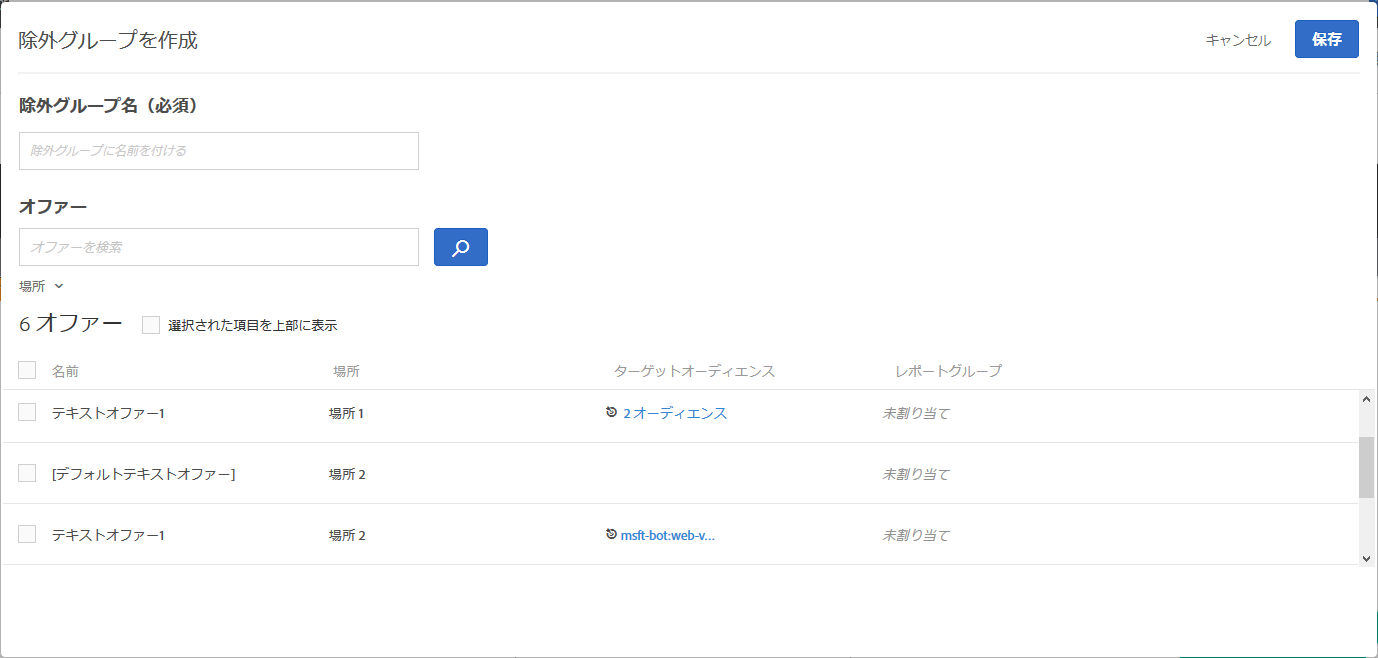 除外グループを作成
キャンセル
保存
除外グループ名（必須）
除外グループに名前を付ける
オファー
オファーを検索
場所
6 オファー
選択された項目を上部に表示
名前 場所 ターゲットオーディエンス レポートグループ
テキストオファー1 場所 1 2 オーディエンス 未割り当て
[デフォルトテキストオファー] 場所 2 未割り当て
テキストオファー1 場所 2 msft-bot:web-v... 未割り当て